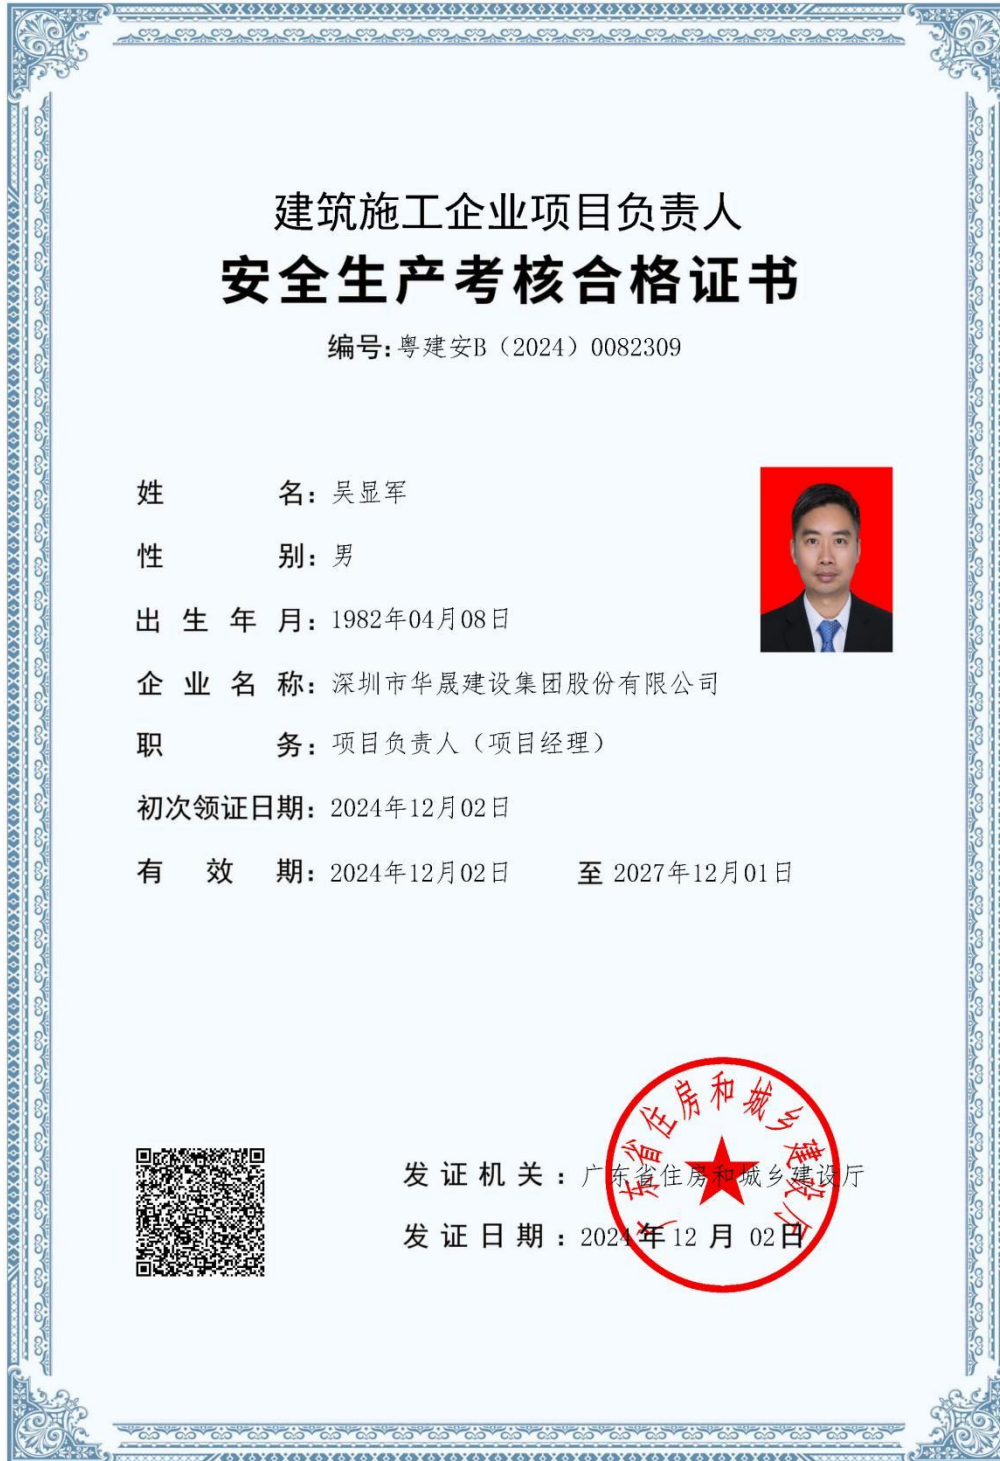 建筑施工企业项目负责人
安全生产考核合格证书
编号:粤建安B（2024）0082309
姓名：吴显军
性别：男
出生年月：1982年04月08日
企业名称：深圳市华晟建设集团股份有限公司
职务：项目负责人（项目经理）
初次领证日期：2024年12月02日
有效期：2024年12月02日 至 2027年12月01日
广东省住房和城乡建设厅
发证机关：广东省住房和城乡建设厅
发证日期：2024年12月02日